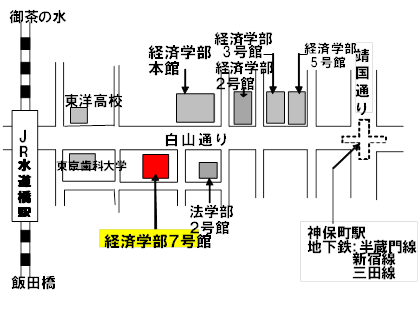 御茶の水
経済学部
本館
経済学部
3号館
経済学部
2号館
経済学部
5号館
靖国通り
東洋高校
白山通り
JR水道橋駅
東京歯科大学
法学部
2号館
経済学部7号館
神保町駅
地下鉄:半蔵門線
新宿線
三田線
飯田橋